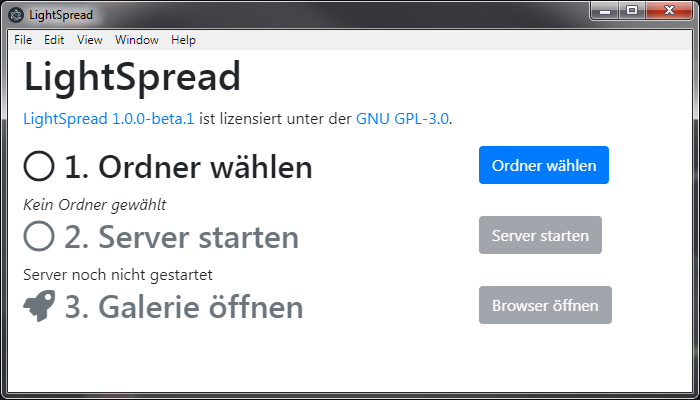 LightSpread
File Edit View Window Help
LightSpread
LightSpread 1.0.0-beta.1 ist lizensiert unter der GNU GPL-3.0.
1. Ordner wählen
Ordner wählen
Kein Ordner gewählt
2. Server starten
Server starten
Server noch nicht gestartet
3. Galerie öffnen
Browser öffnen